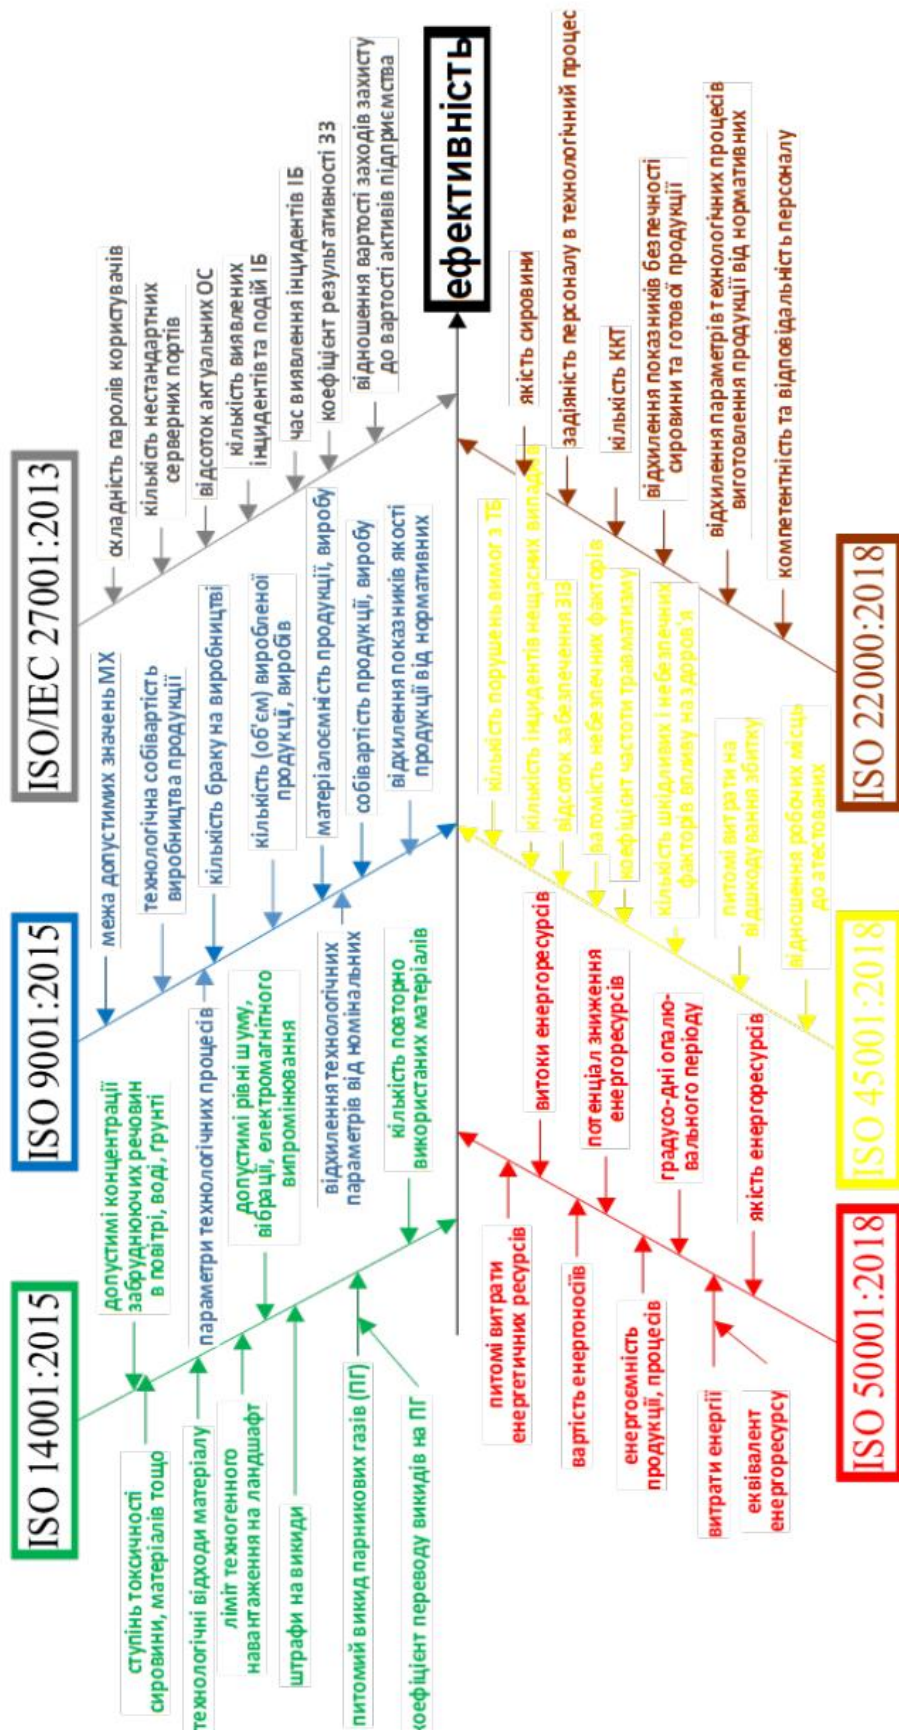 ISO 14001:2015
допустимі концентрації
забруднюючих речовин
в повітрі, воді, ґрунті
ступінь токсичності
сировини, матеріалів тощо
технологічні відходи матеріалу
ліміт техногенного
навантаження на ландшафт
допустимі рівні шуму,
вібрації, електромагнітного
випромінювання
штрафи на викиди
питомий викид парникових газів (ПГ)
коефіцієнт переводу викидів на ПГ
кількість повторно
використаних матеріалів
ISO 9001:2015
межа допустимих значень МХ
технологічна собівартість
виробництва продукції
параметри технологічних процесів
кількість браку на виробництві
кількість (об'єм) виробленої
продукції, виробів
матеріалоємність продукції, виробу
відхилення технологічних
параметрів від номінальних
собівартість продукції, виробу
відхилення показників якості
продукції від нормативних
ISO/IEC 27001:2013
складність паролів користувачів
кількість нестандартних
серверних портів
відсоток актуальних ОС
кількість виявлених
інцидентів та подій ІБ
час виявлення інцидентів ІБ
коефіцієнт результативності ЗЗ
відношення вартості заходів захисту
до вартості активів підприємства
ефективність
питомі витрати
енергетичних ресурсів
витоки енергоресурсів
вартість енергоносіїв
потенціал зниження
енергоресурсів
енергоємність
продукції, процесів
градусо-дні опалю-
вального періоду
витрати енергії
еквівалент
енергоресурсу
якість енергоресурсів
ISO 50001:2018
кількість порушень вимог з ТБ
кількість інцидентів нещасних випадків
відсоток забезпечення ЗІЗ
вагомість небезпечних факторів
коефіцієнт частоти травматизму
кількість шкідливих і небезпечних
факторів впливу на здоров'я
питомі витрати на
відшкодування збитку
відношення робочих місць
до атестованих
ISO 45001:2018
якість сировини
задіяність персоналу в технологічний процес
кількість ККТ
відхилення показників безпечності
сировини та готової продукції
відхилення параметрів технологічних процесів
виготовлення продукції від нормативних
компетентність та відповідальність персоналу
ISO 22000:2018